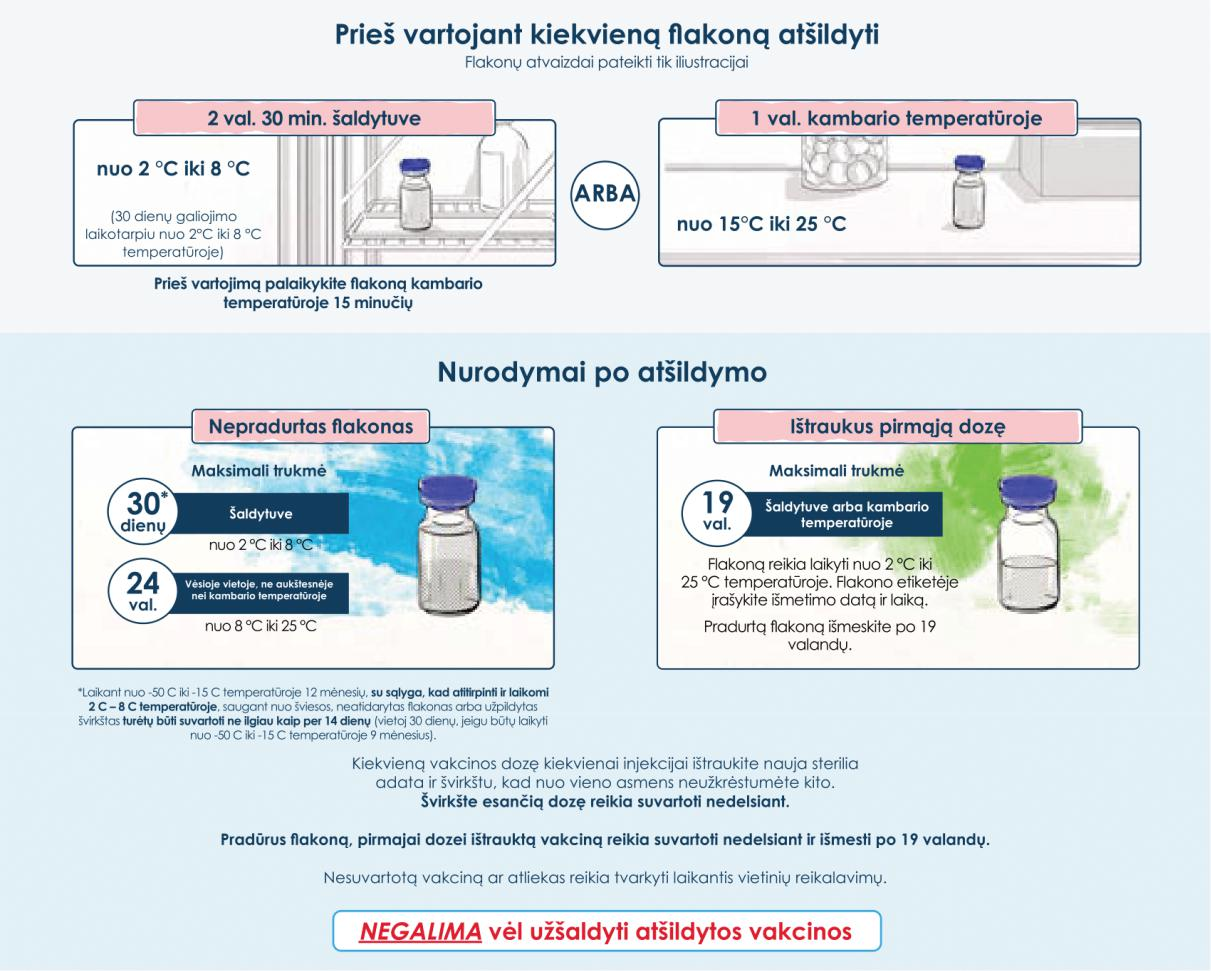 Prieš vartojant kiekvieną flakoną atšildyti
Flakonų atvaizdai pateikti tik iliustracijai
2 val. 30 min. šaldytuve
nuo 2 °C iki 8 °C
(30 dienų galiojimo
laikotarpiu nuo 2°C iki 8 °C
temperatūroje)
Prieš vartojimą palaikykite flakoną kambario
temperatūroje 15 minučių
ARBA
1 val. kambario temperatūroje
nuo 15°C iki 25 °C
Nurodymai po atšildymo
Nepradurtas flakonas
Maksimali trukmė
30*
dienų
Šaldytuve
nuo 2 °C iki 8 °C
24
val.
Vėsioje vietoje, ne aukštesnėje
nei kambario temperatūroje
nuo 8 °C iki 25 °C
Ištraukus pirmąją dozę
Maksimali trukmė
19
val.
Šaldytuve arba kambario
temperatūroje
Flakoną reikia laikyti nuo 2 °C iki
25 °C temperatūroje. Flakono etiketėje
įrašykite išmetimo datą ir laiką.
Pradurtą flakoną išmeskite po 19
valandų.
*Laikant nuo -50 C iki -15 C temperatūroje 12 mėnesių, su sąlyga, kad atitirpinti ir laikomi
2 C – 8 C temperatūroje, saugant nuo šviesos, neatidarytas flakonas arba užpildytas
švirkštas turėtų būti suvartoti ne ilgiau kaip per 14 dienų (vietoj 30 dienų, jeigu būtų laikyti
nuo -50 C iki -15 C temperatūroje 9 mėnesius).
Kiekvieną vakcinos dozę kiekvienai injekcijai ištraukite nauja sterilia
adata ir švirkštu, kad nuo vieno asmens neužkrėstumėte kito.
Švirkšte esančią dozę reikia suvartoti nedelsiant.
Pradūrus flakoną, pirmajai dozei ištrauktą vakciną reikia suvartoti nedelsiant ir išmesti po 19 valandų.
Nesuvartotą vakciną ar atliekas reikia tvarkyti laikantis vietinių reikalavimų.
NEGALIMA vėl užšaldyti atšildytos vakcinos